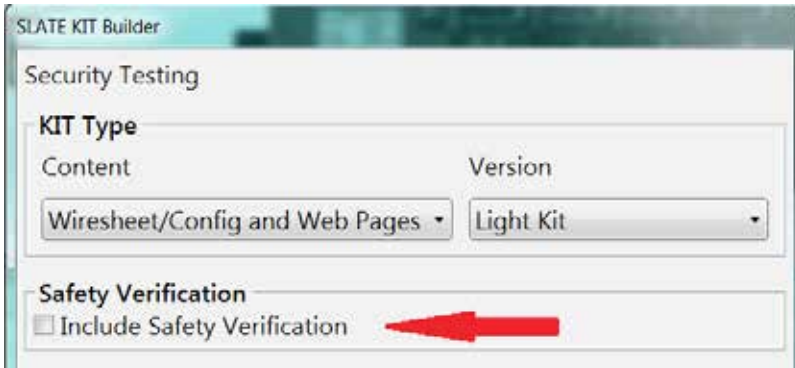 SLATE KIT Builder
Security Testing
KIT Type
Content Version
Wiresheet/Config and Web Pages Light Kit
Safety Verification
Include Safety Verification